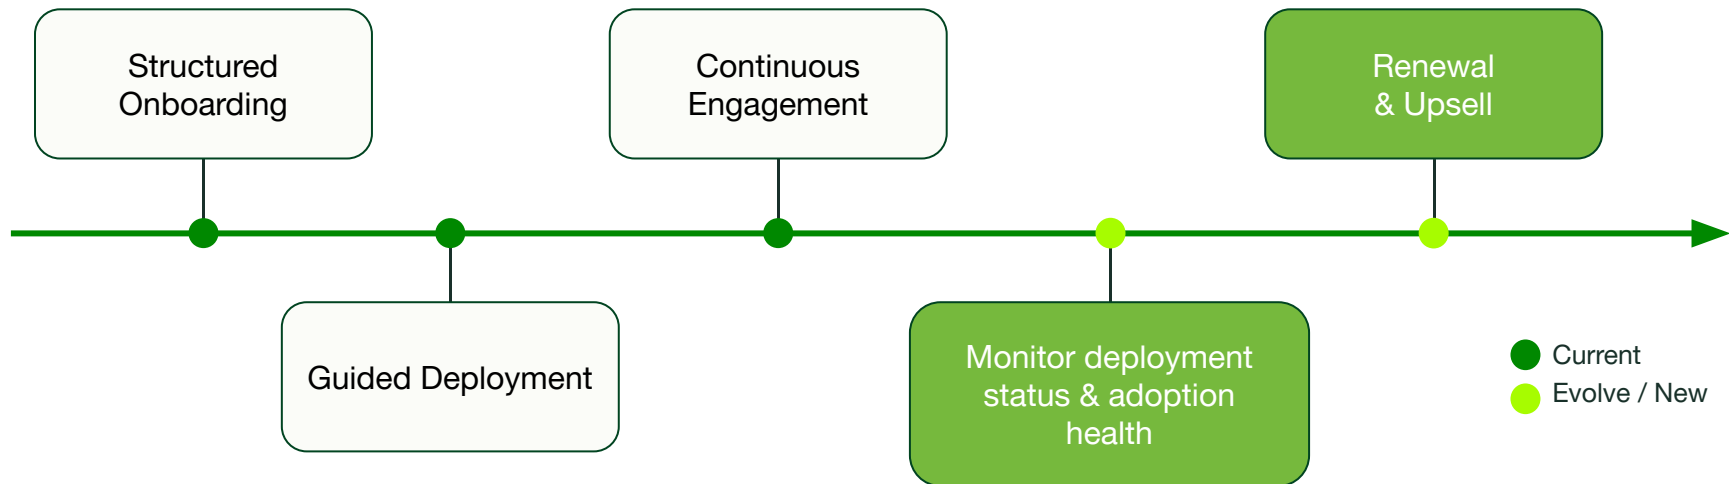 Structured
Onboarding
Guided Deployment
Continuous
Engagement
Monitor deployment
status & adoption
health
Renewal
& Upsell
Current
Evolve / New